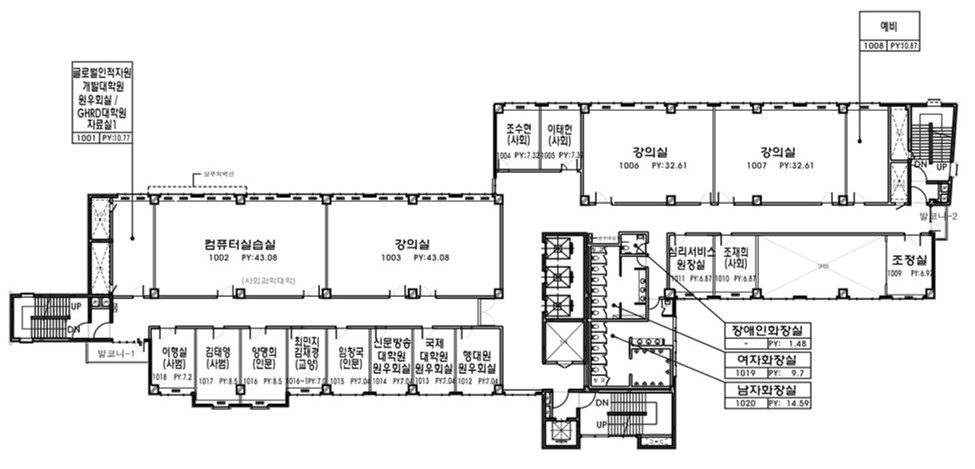 예비
1008 PY:10.87
글로벌인적자원
개발대학원
원우회실 /
GHRD대학원
자료실1
1001 PY:10.77
조수현
(사회)
1004 PY:7.32
이태헌
(사회)
1005 PY:7.3
강의실
1006 PY:32.61
강의실
1007 PY:32.61
DN
UP
발코니-2
상부외벽선
컴퓨터실습실
1002 PY:43.08
(사회과학대학)
강의실
1003 PY:43.08
심리서비스
원장실
1011 PY:6.87
조재희
(사회)
1010 PY:6.87
OPEN
조정실
1009 PY:6.97
UP
DN
발코니-1
이형실
(사범)
1018 PY:7.2
김태영
(사범)
1017 PY:8.5
양명희
(인문)
1016 PY:8.5
최민지
김재경
(교양)
1016-1PY:7.0
임창국
(인문)
1015 PY:7.04
신문방송
대학원
원우회실
1014 PY:7.04
국제
대학원
원우회실
1013 PY:7.04
행대원
원우회실
1012 PY:7.04
장애인화장실
- PY: 1.48
여자화장실
1019 PY: 9.7
남자화장실
1020 PY: 14.59
DN
UP